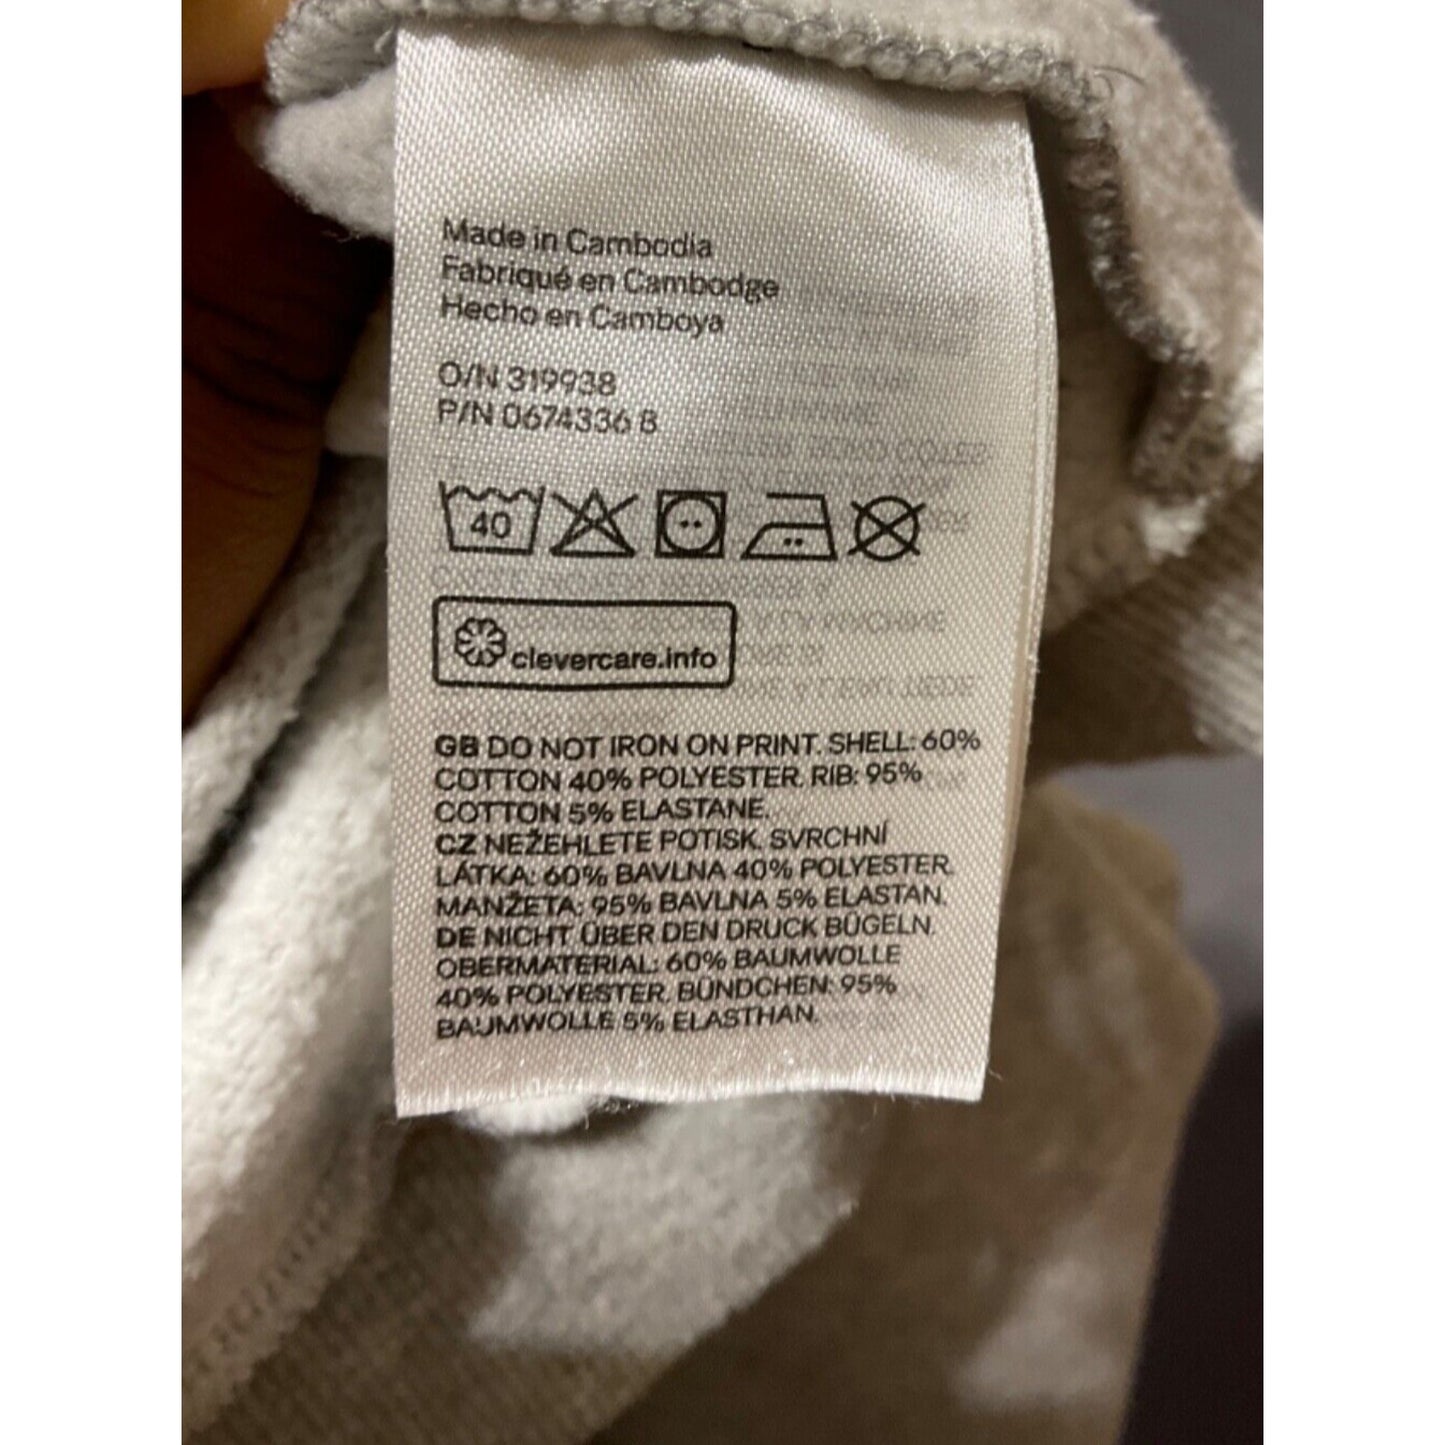 Made in Cambodia
Fabriqué en Cambodge
Hecho en Camboya
O/N 319938
P/N 0674336 B
40
clevercare.info
GB DO NOT IRON ON PRINT. SHELL: 60%
COTTON 40% POLYESTER. RIB: 95%
COTTON 5% ELASTANE.
CZ NEŽEHLETE POTISK. SVRCHNÍ
LÁTKA: 60% BAVLNA 40% POLYESTER.
MANŽETA: 95% BAVLNA 5% ELASTAN.
DE NICHT ÜBER DEN DRUCK BÜGELN.
OBERMATERIAL: 60% BAUMWOLLE
40% POLYESTER. BÜNDCHEN: 95%
BAUMWOLLE 5% ELASTHAN.